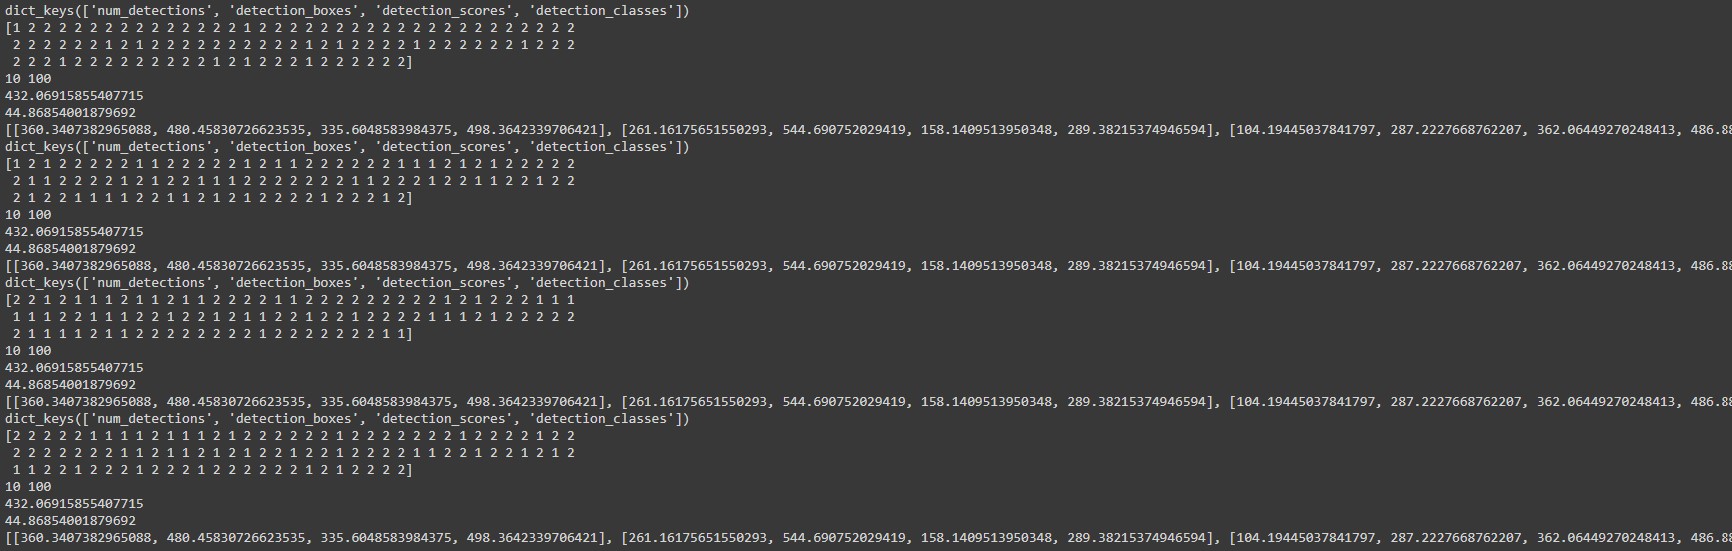 dict_keys(['num_detections', 'detection_boxes', 'detection_scores', 'detection_classes'])
[1 2 2 2 2 2 2 2 2 2 2 2 2 2 2 1 2 2 2 2 2 2 2 2 2 2 2 2 2 2 2 2 2 2 2 2 2
2 2 2 2 2 2 1 2 1 2 2 2 2 2 2 2 2 2 2 1 2 1 2 2 2 2 1 2 2 2 2 2 2 1 2 2 2
2 2 2 1 2 2 2 2 2 2 2 2 2 1 2 1 2 2 2 1 2 2 2 2 2 2]
10 100
432.06915855407715
44.86854001879692
[[360.3407382965088, 480.45830726623535, 335.6048583984375, 498.3642339706421], [261.16175651550293, 544.690752029419, 158.1409513950348, 289.38215374946594], [104.19445037841797, 287.2227668762207, 362.06449270248413, 486.88
dict_keys(['num_detections', 'detection_boxes', 'detection_scores', 'detection_classes'])
[1 2 1 2 2 2 2 2 1 1 2 2 2 2 2 1 2 1 1 2 2 2 2 2 2 1 1 1 2 1 2 1 2 2 2 2 2
2 1 1 2 2 2 2 1 2 1 2 2 1 1 1 2 2 2 2 2 2 2 1 1 2 2 2 1 2 2 1 1 2 2 1 2 2
2 1 2 2 1 1 1 1 2 2 1 1 2 1 2 1 2 2 2 2 1 2 2 2 1 2]
10 100
432.06915855407715
44.86854001879692
[[360.3407382965088, 480.45830726623535, 335.6048583984375, 498.3642339706421], [261.16175651550293, 544.690752029419, 158.1409513950348, 289.38215374946594], [104.19445037841797, 287.2227668762207, 362.06449270248413, 486.88
dict_keys(['num_detections', 'detection_boxes', 'detection_scores', 'detection_classes'])
[2 2 1 2 1 1 1 2 1 1 2 1 1 2 2 2 2 1 1 2 2 2 2 2 2 2 2 2 1 2 1 2 2 2 1 1 1
1 1 1 2 2 1 1 1 2 2 1 2 2 1 2 1 1 2 2 1 2 2 1 2 2 2 2 1 1 1 2 1 2 2 2 2 2
2 1 1 1 1 2 1 1 2 2 2 2 2 2 2 2 1 2 2 2 2 2 2 2 1 1]
10 100
432.06915855407715
44.86854001879692
[[360.3407382965088, 480.45830726623535, 335.6048583984375, 498.3642339706421], [261.16175651550293, 544.690752029419, 158.1409513950348, 289.38215374946594], [104.19445037841797, 287.2227668762207, 362.06449270248413, 486.88
dict_keys(['num_detections', 'detection_boxes', 'detection_scores', 'detection_classes'])
[2 2 2 2 2 1 1 1 1 2 1 1 1 2 1 2 2 2 2 2 2 1 2 2 2 2 2 2 2 1 2 2 2 2 1 2 2
2 2 2 2 2 2 2 1 1 2 1 1 2 1 2 1 2 2 1 2 2 1 2 2 2 2 1 1 2 2 1 2 2 1 2 1 2
1 1 2 2 1 2 2 2 1 2 2 2 1 2 2 2 2 2 2 1 2 1 2 2 2 2]
10 100
432.06915855407715
44.86854001879692
[[360.3407382965088, 480.45830726623535, 335.6048583984375, 498.3642339706421], [261.16175651550293, 544.690752029419, 158.1409513950348, 289.38215374946594], [104.19445037841797, 287.2227668762207, 362.06449270248413, 486.88